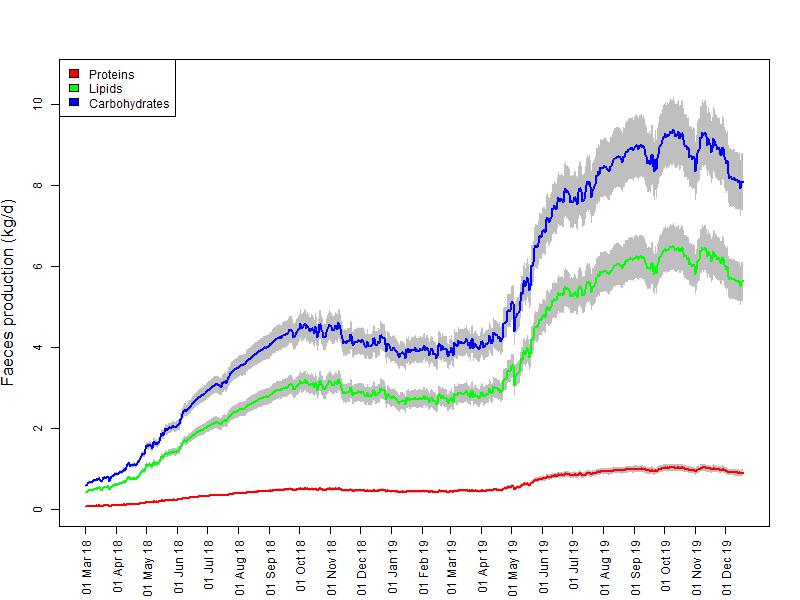 Proteins
Lipids
Carbohydrates
Faeces production (kg/d)
10
8
6
4
2
0
01 Mar 18
01 Apr 18
01 May 18
01 Jun 18
01 Jul 18
01 Aug 18
01 Sep 18
01 Oct 18
01 Nov 18
01 Dec 18
01 Jan 19
01 Feb 19
01 Mar 19
01 Apr 19
01 May 19
01 Jun 19
01 Jul 19
01 Aug 19
01 Sep 19
01 Oct 19
01 Nov 19
01 Dec 19